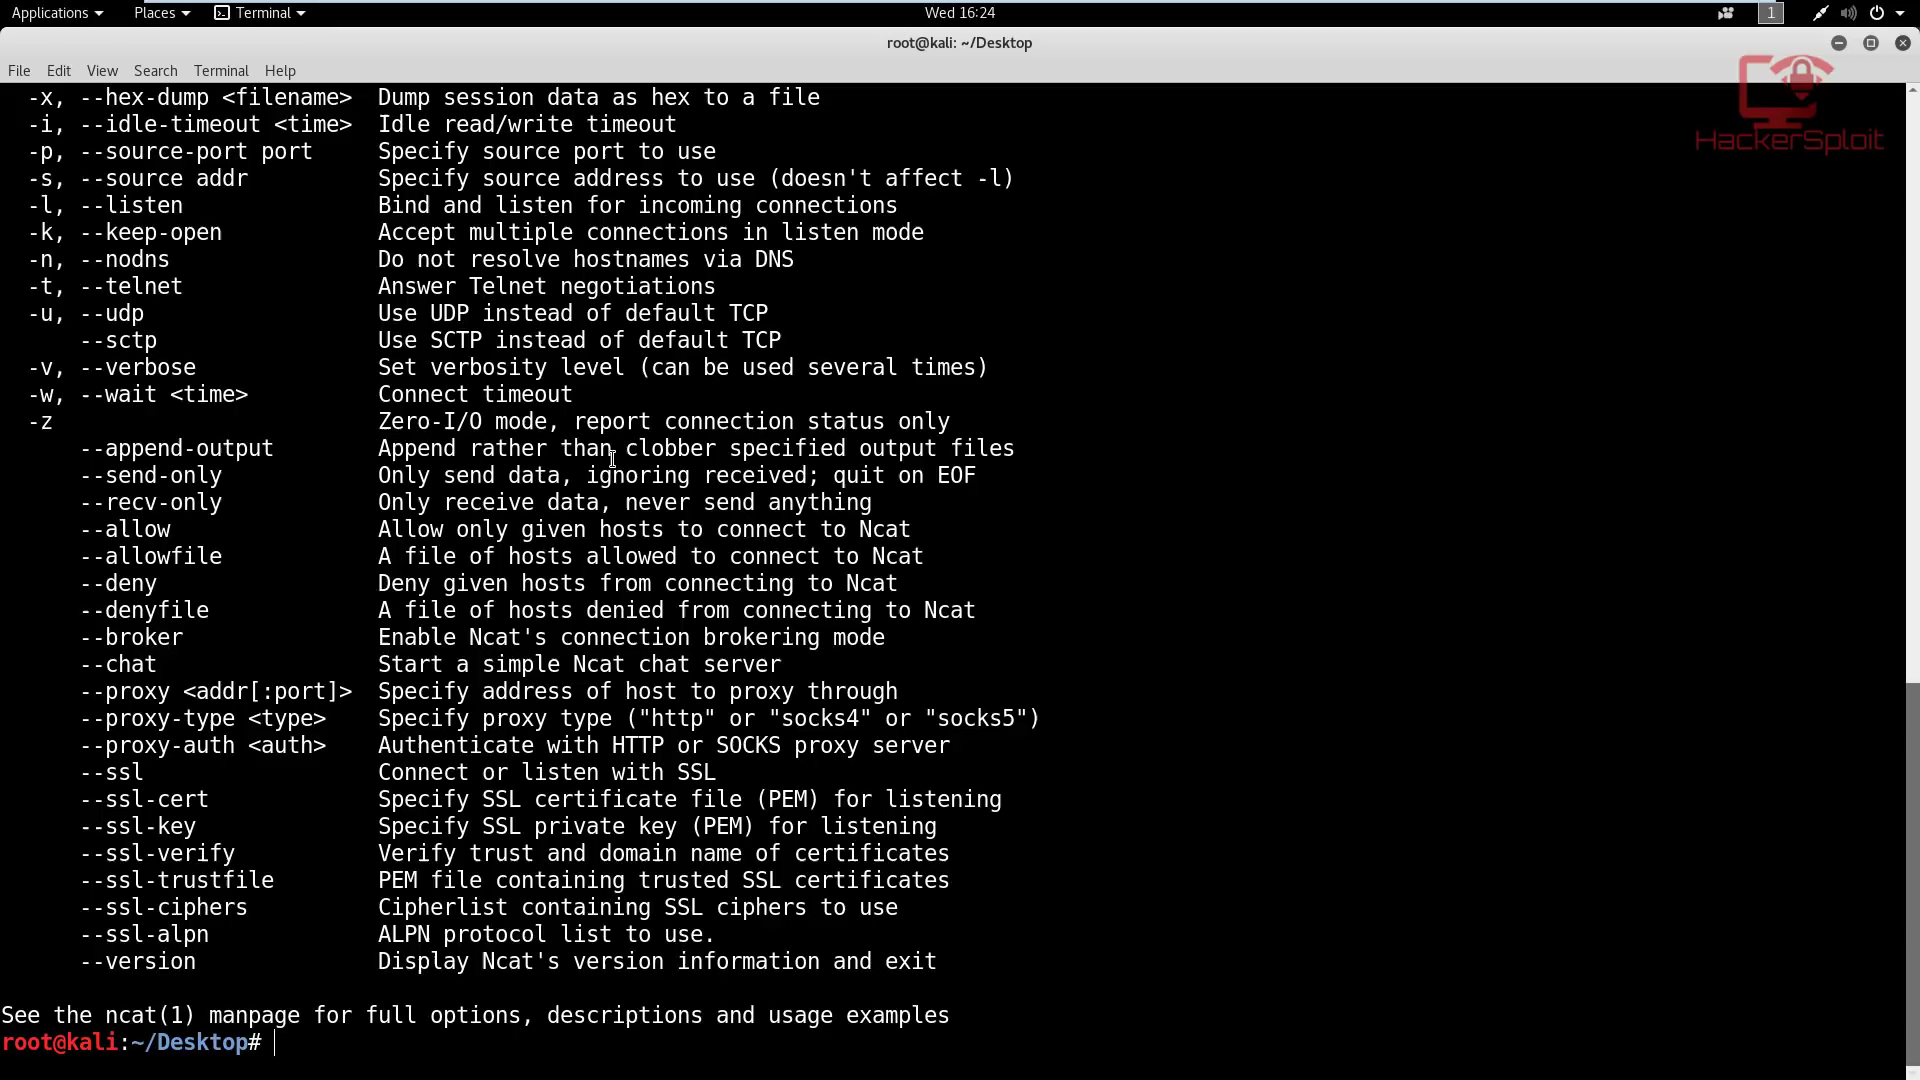 Applications Places Terminal Wed 16:24 1
root@kali: ~/Desktop
File Edit View Search Terminal Help
HackerSploit
-x, --hex-dump <filename> Dump session data as hex to a file
-i, --idle-timeout <time> Idle read/write timeout
-p, --source-port port Specify source port to use
-s, --source addr Specify source address to use (doesn't affect -l)
-l, --listen Bind and listen for incoming connections
-k, --keep-open Accept multiple connections in listen mode
-n, --nodns Do not resolve hostnames via DNS
-t, --telnet Answer Telnet negotiations
-u, --udp Use UDP instead of default TCP
--sctp Use SCTP instead of default TCP
-v, --verbose Set verbosity level (can be used several times)
-w, --wait <time> Connect timeout
-z Zero-I/O mode, report connection status only
--append-output Append rather than clobber specified output files
--send-only Only send data, ignoring received; quit on EOF
--recv-only Only receive data, never send anything
--allow Allow only given hosts to connect to Ncat
--allowfile A file of hosts allowed to connect to Ncat
--deny Deny given hosts from connecting to Ncat
--denyfile A file of hosts denied from connecting to Ncat
--broker Enable Ncat's connection brokering mode
--chat Start a simple Ncat chat server
--proxy <addr[:port]> Specify address of host to proxy through
--proxy-type <type> Specify proxy type ("http" or "socks4" or "socks5")
--proxy-auth <auth> Authenticate with HTTP or SOCKS proxy server
--ssl Connect or listen with SSL
--ssl-cert Specify SSL certificate file (PEM) for listening
--ssl-key Specify SSL private key (PEM) for listening
--ssl-verify Verify trust and domain name of certificates
--ssl-trustfile PEM file containing trusted SSL certificates
--ssl-ciphers Cipherlist containing SSL ciphers to use
--ssl-alpn ALPN protocol list to use.
--version Display Ncat's version information and exit
See the ncat(1) manpage for full options, descriptions and usage examples
root@kali:~/Desktop#